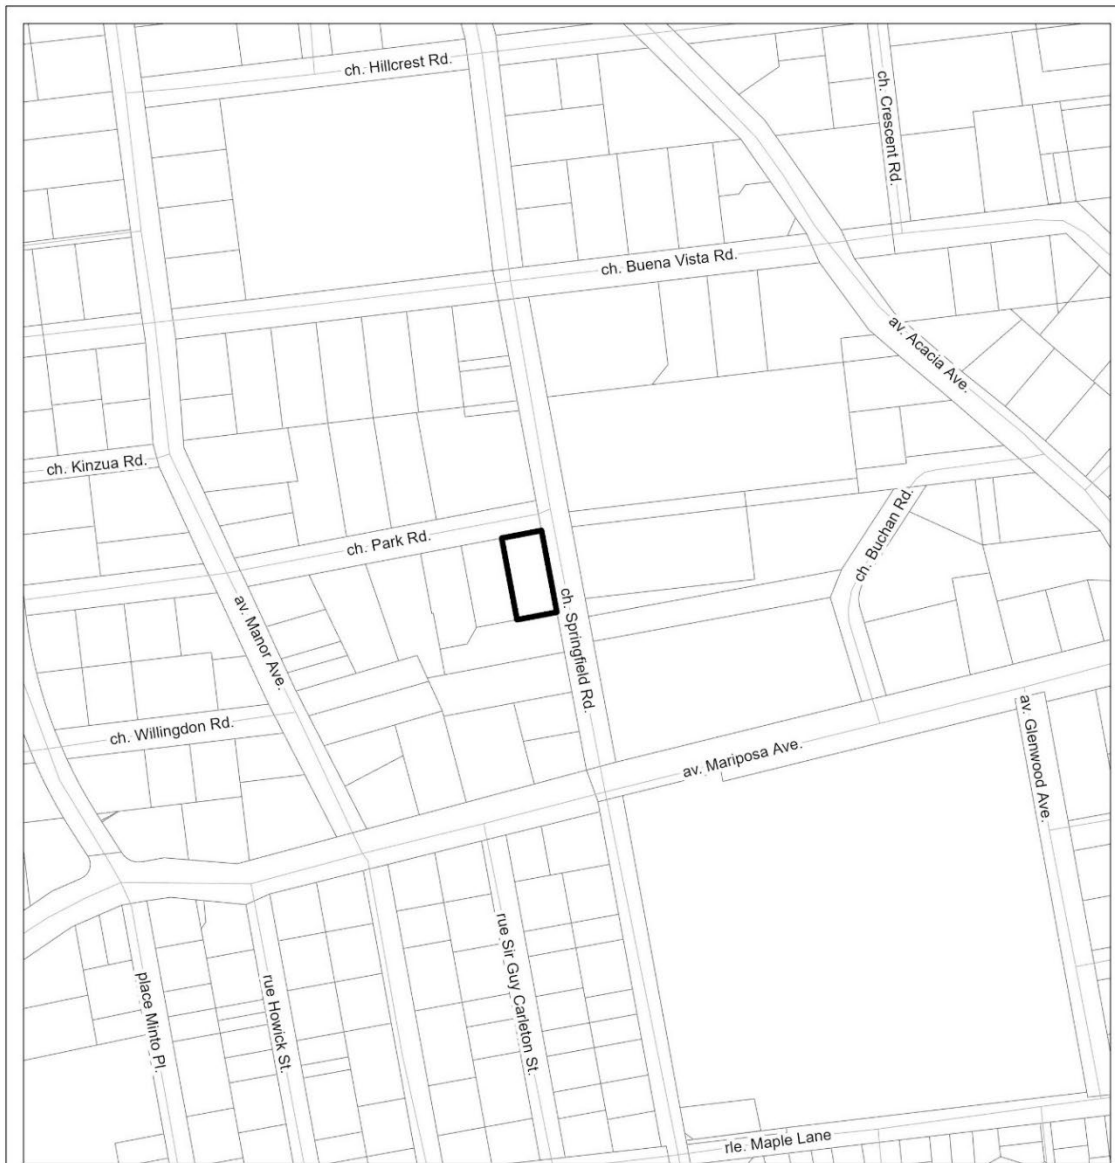 ch. Hillcrest Rd.
ch. Crescent Rd.
ch. Buena Vista Rd.
av. Acacia Ave.
ch. Kinzua Rd.
ch. Park Rd.
ch. Buchan Rd.
av. Manor Ave.
ch. Springfield Rd.
ch. Willingdon Rd.
av. Mariposa Ave.
av. Glenwood Ave.
rue Sir Guy Carleton St.
place Minto Pl.
rue Howick St.
rle. Maple Lane